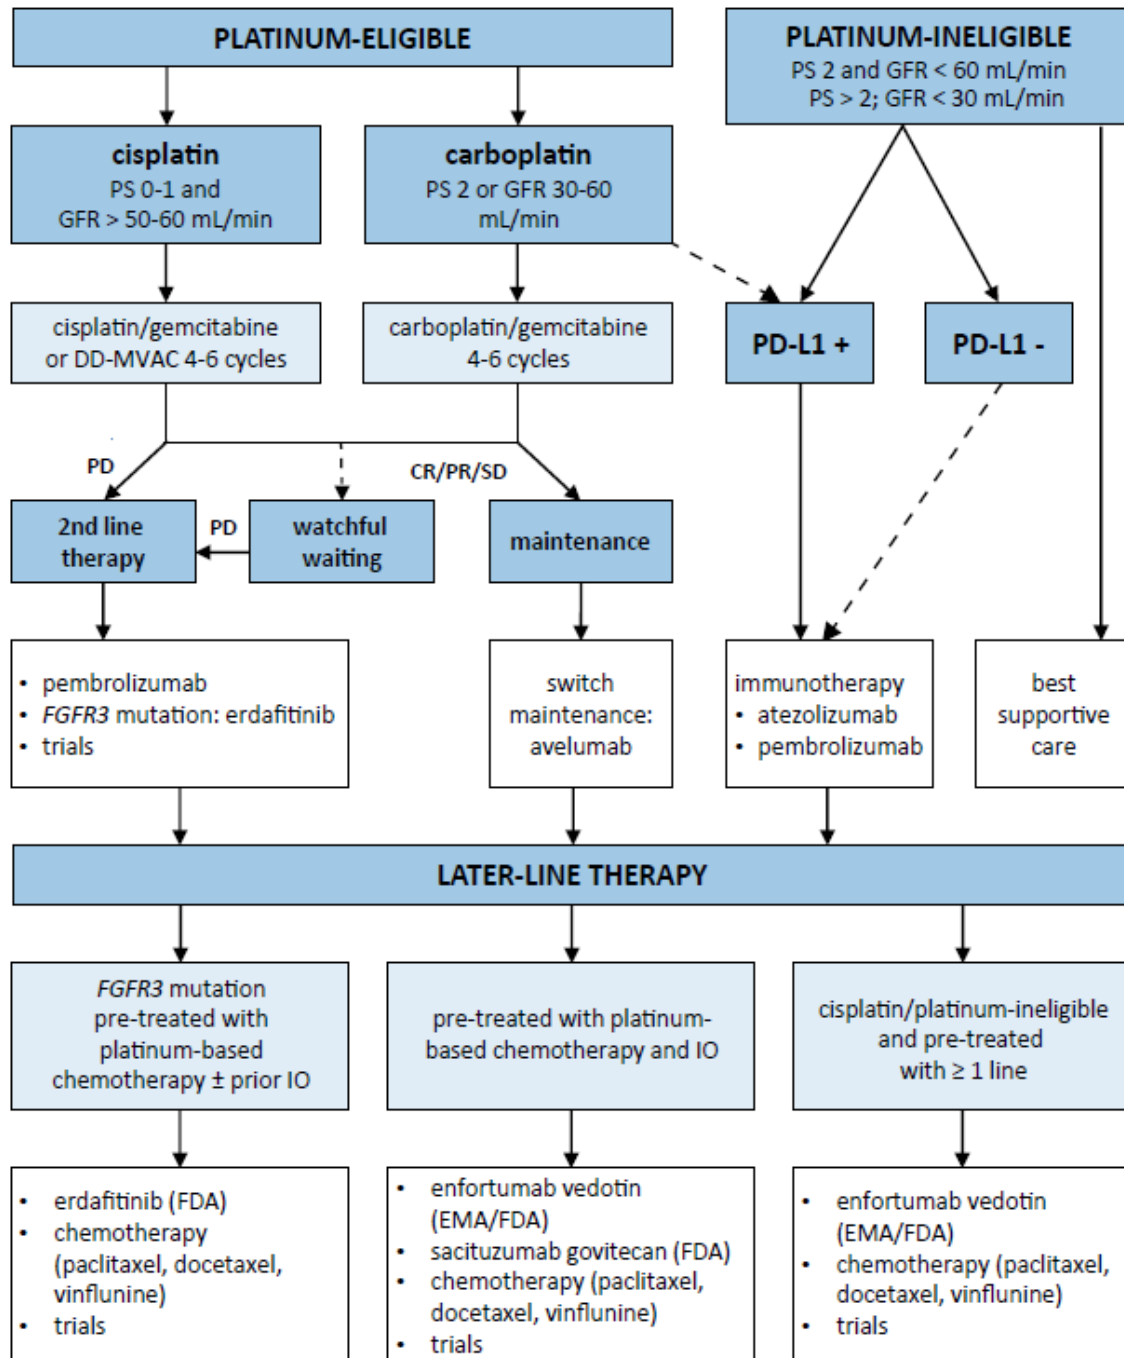 PLATINUM-ELIGIBLE
PLATINUM-INELIGIBLE
PS 2 and GFR < 60 mL/min
PS > 2; GFR < 30 mL/min
cisplatin
PS 0-1 and
GFR > 50-60 mL/min
carboplatin
PS 2 or GFR 30-60
mL/min
cisplatin/gemcitabine
or DD-MVAC 4-6 cycles
carboplatin/gemcitabine
4-6 cycles
PD-L1 +
PD-L1 -
PD
CR/PR/SD
2nd line
therapy
PD
watchful
waiting
maintenance
• pembrolizumab
• FGFR3 mutation: erdafitinib
• trials
switch
maintenance:
avelumab
immunotherapy
• atezolizumab
• pembrolizumab
best
supportive
care
LATER-LINE THERAPY
FGFR3 mutation
pre-treated with
platinum-based
chemotherapy ± prior IO
pre-treated with platinum-
based chemotherapy and IO
cisplatin/platinum-ineligible
and pre-treated
with ≥ 1 line
• erdafitinib (FDA)
• chemotherapy
(paclitaxel, docetaxel,
vinflunine)
• trials
• enfortumab vedotin
(EMA/FDA)
• sacituzumab govitecan (FDA)
• chemotherapy (paclitaxel,
docetaxel, vinflunine)
• trials
• enfortumab vedotin
(EMA/FDA)
• chemotherapy (paclitaxel,
docetaxel, vinflunine)
• trials